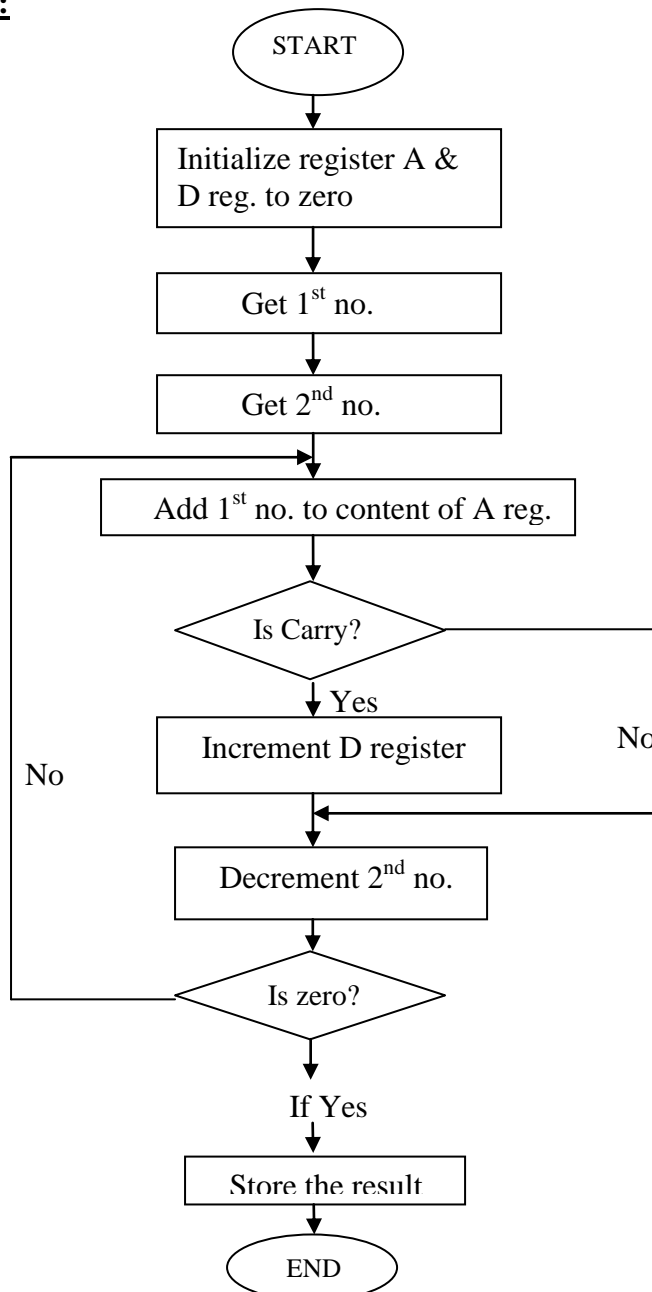 :
START
Initialize register A &
D reg. to zero
Get 1st no.
Get 2nd no.
Add 1st no. to content of A reg.
Is Carry?
Yes
Increment D register
No
No
Decrement 2nd no.
Is zero?
If Yes
Store the result
END